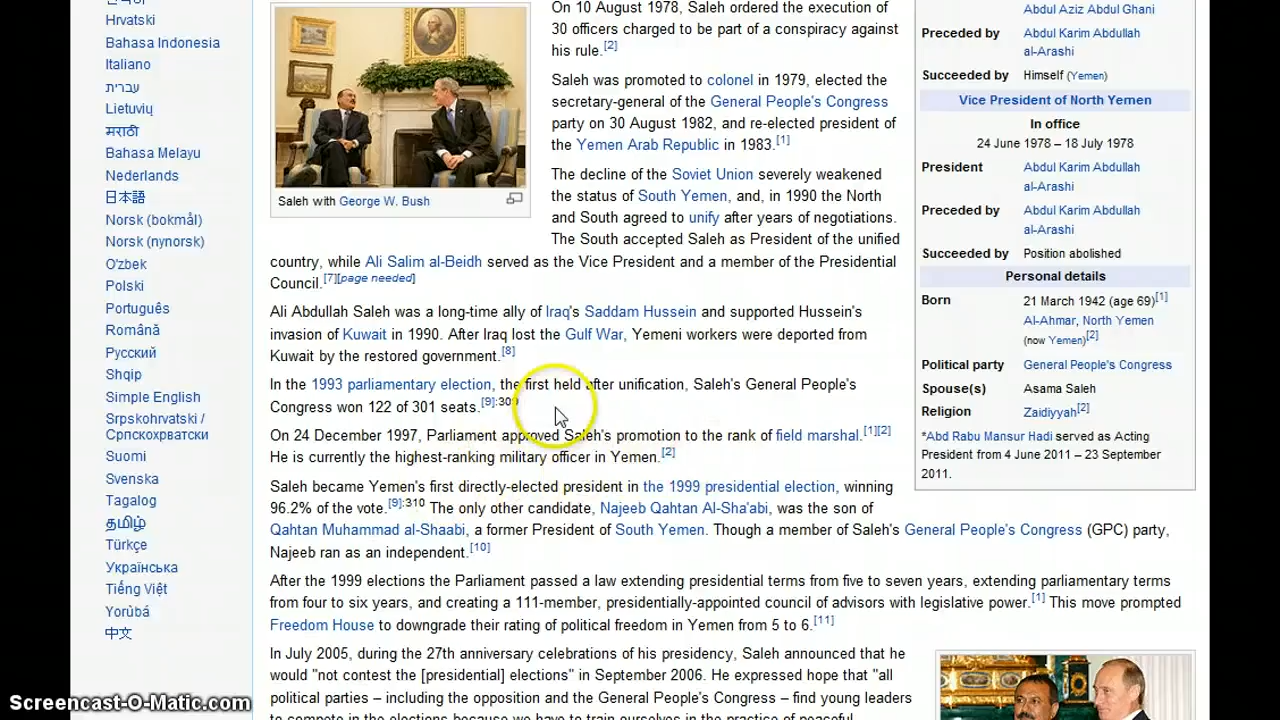 Hrvatski
Bahasa Indonesia
Italiano
עברית
Lietuvių
मराठी
Bahasa Melayu
Nederlands
日本語
Norsk (bokmål)
Norsk (nynorsk)
O'zbek
Polski
Português
Română
Русский
Shqip
Simple English
Srpskohrvatski /
Српскохрватски
Suomi
Svenska
Tagalog
தமிழ்
Türkçe
Українська
Tiếng Việt
Yorùbá
中文
Saleh with George W. Bush
On 10 August 1978, Saleh ordered the execution of
30 officers charged to be part of a conspiracy against
his rule.[2]
Saleh was promoted to colonel in 1979, elected the
secretary-general of the General People's Congress
party on 30 August 1982, and re-elected president of
the Yemen Arab Republic in 1983.[1]
The decline of the Soviet Union severely weakened
the status of South Yemen, and, in 1990 the North
and South agreed to unify after years of negotiations.
The South accepted Saleh as President of the unified
country, while Ali Salim al-Beidh served as the Vice President and a member of the Presidential
Council.[7][page needed]
Ali Abdullah Saleh was a long-time ally of Iraq's Saddam Hussein and supported Hussein's
invasion of Kuwait in 1990. After Iraq lost the Gulf War, Yemeni workers were deported from
Kuwait by the restored government.[8]
In the 1993 parliamentary election, the first held after unification, Saleh's General People's
Congress won 122 of 301 seats.[9]:309
On 24 December 1997, Parliament approved Saleh's promotion to the rank of field marshal.[1][2]
He is currently the highest-ranking military officer in Yemen.[2]
Saleh became Yemen's first directly-elected president in the 1999 presidential election, winning
96.2% of the vote.[9]:310 The only other candidate, Najeeb Qahtan Al-Sha'abi, was the son of
Qahtan Muhammad al-Shaabi, a former President of South Yemen. Though a member of Saleh's General People's Congress (GPC) party,
Najeeb ran as an independent.[10]
After the 1999 elections the Parliament passed a law extending presidential terms from five to seven years, extending parliamentary terms
from four to six years, and creating a 111-member, presidentially-appointed council of advisors with legislative power.[1] This move prompted
Freedom House to downgrade their rating of political freedom in Yemen from 5 to 6.[11]
In July 2005, during the 27th anniversary celebrations of his presidency, Saleh announced that he
would "not contest the [presidential] elections" in September 2006. He expressed hope that "all
political parties – including the opposition and the General People's Congress – find young leaders
to compete in the elections because we have to train ourselves in the practice of peaceful
Abdul Aziz Abdul Ghani
Preceded by Abdul Karim Abdullah
al-Arashi
Succeeded by Himself (Yemen)
Vice President of North Yemen
In office
24 June 1978 – 18 July 1978
President Abdul Karim Abdullah
al-Arashi
Preceded by Abdul Karim Abdullah
al-Arashi
Succeeded by Position abolished
Personal details
Born 21 March 1942 (age 69)[1]
Al-Ahmar, North Yemen
(now Yemen)[2]
Political party General People's Congress
Spouse(s) Asama Saleh
Religion Zaidiyyah[2]
*Abd Rabu Mansur Hadi served as Acting
President from 4 June 2011 – 23 September
2011.
Screencast-O-Matic.com